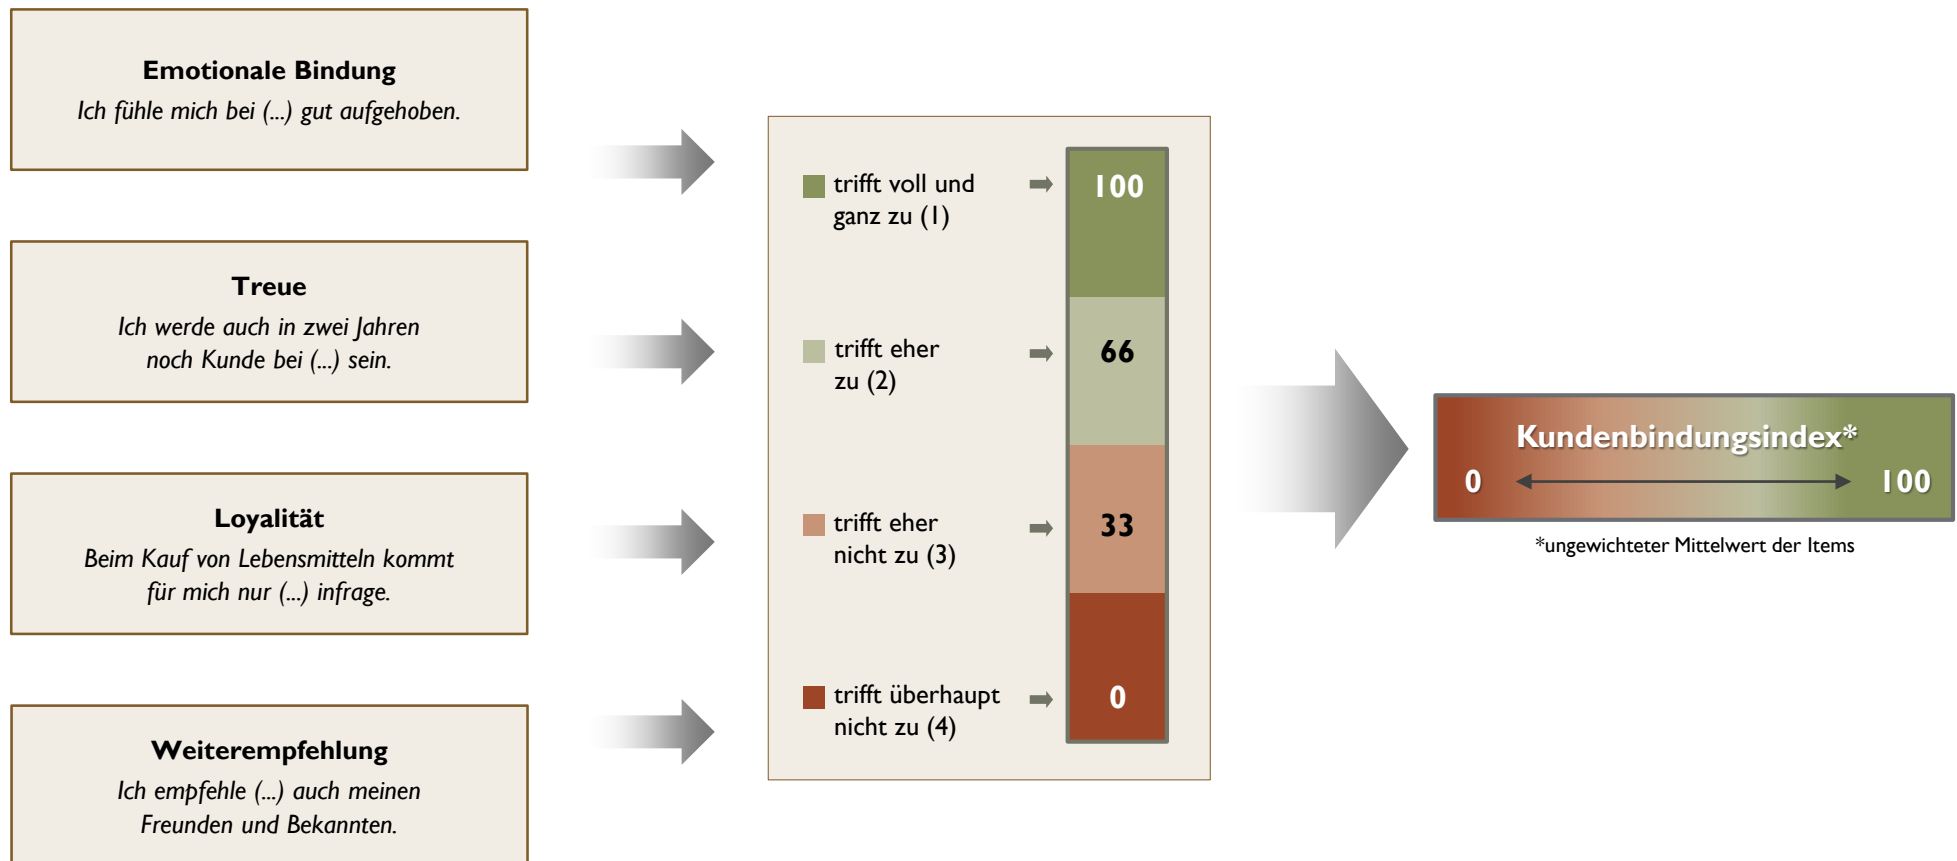 Emotionale Bindung
Ich fühle mich bei (...) gut aufgehoben.
Treue
Ich werde auch in zwei Jahren
noch Kunde bei (...) sein.
Loyalität
Beim Kauf von Lebensmitteln kommt
für mich nur (...) infrage.
Weiterempfehlung
Ich empfehle (...) auch meinen
Freunden und Bekannten.
trifft voll und
ganz zu (1)
100
trifft eher
zu (2)
66
trifft eher
nicht zu (3)
33
trifft überhaupt
nicht zu (4)
0
Kundenbindungsindex*
0 100
*ungewichteter Mittelwert der Items